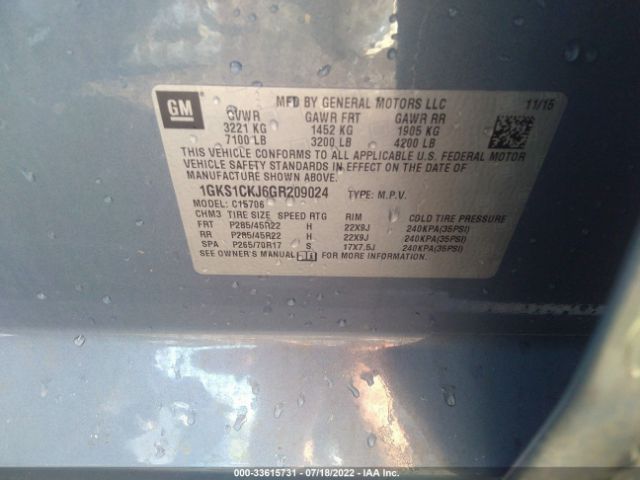 GM
MFD BY GENERAL MOTORS LLC 11/15
GVWR GAWR FRT GAWR RR
3221 KG 1452 KG 1905 KG
7100 LB 3200 LB 4200 LB
THIS VEHICLE CONFORMS TO ALL APPLICABLE U.S. FEDERAL MOTOR
VEHICLE SAFETY STANDARDS IN EFFECT ON THE DATE OF
MANUFACTURE SHOWN ABOVE.
1GKS1CKJ6GR209024 TYPE: M.P.V.
MODEL: C15706
CHM3 TIRE SIZE SPEED RTG RIM COLD TIRE PRESSURE
FRT P285/45R22 H 22X9J 240KPA(35PSI)
RR P285/45R22 H 22X9J 240KPA(35PSI)
SPA P265/70R17 S 17X7.5J 240KPA(35PSI)
SEE OWNER'S MANUAL
000-33615731 - 07/18/2022 - IAA Inc.